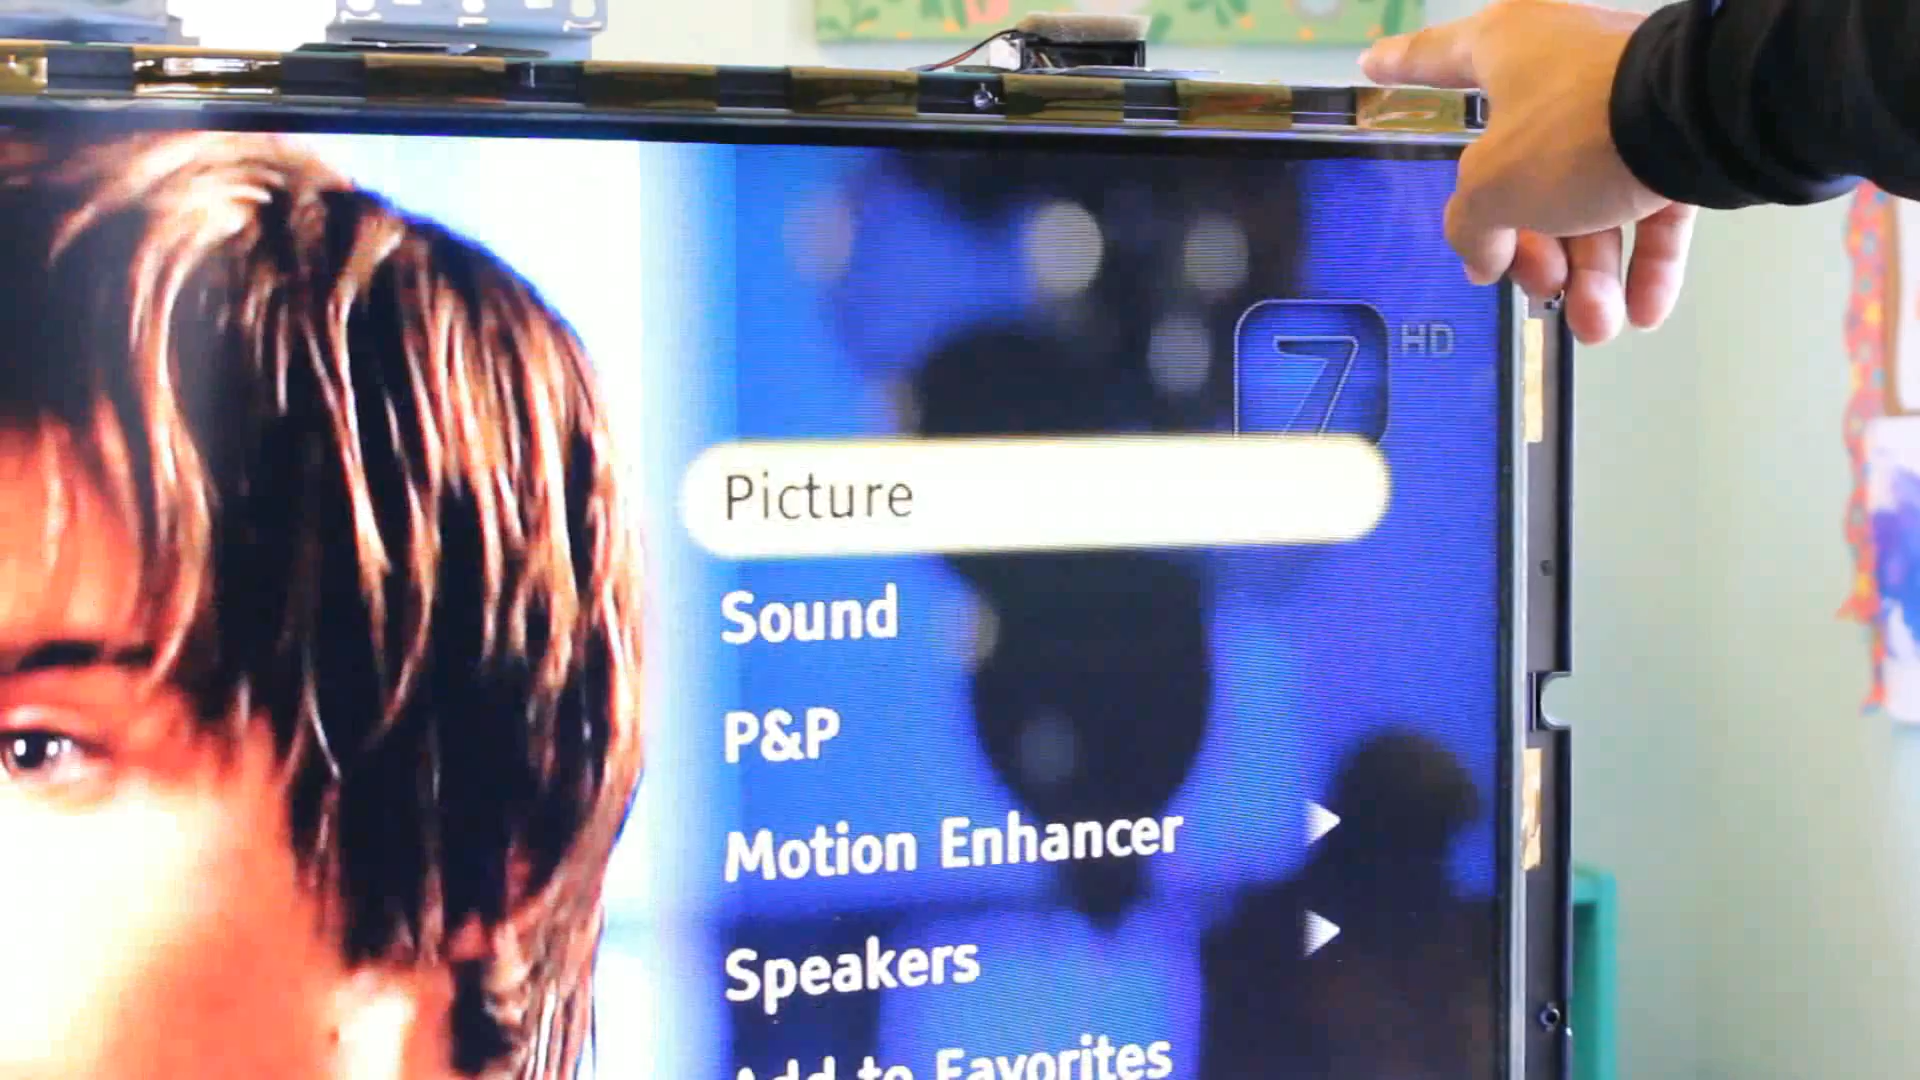 7 HD
Picture
Sound
P&P
Motion Enhancer
Speakers
Add to Favorites